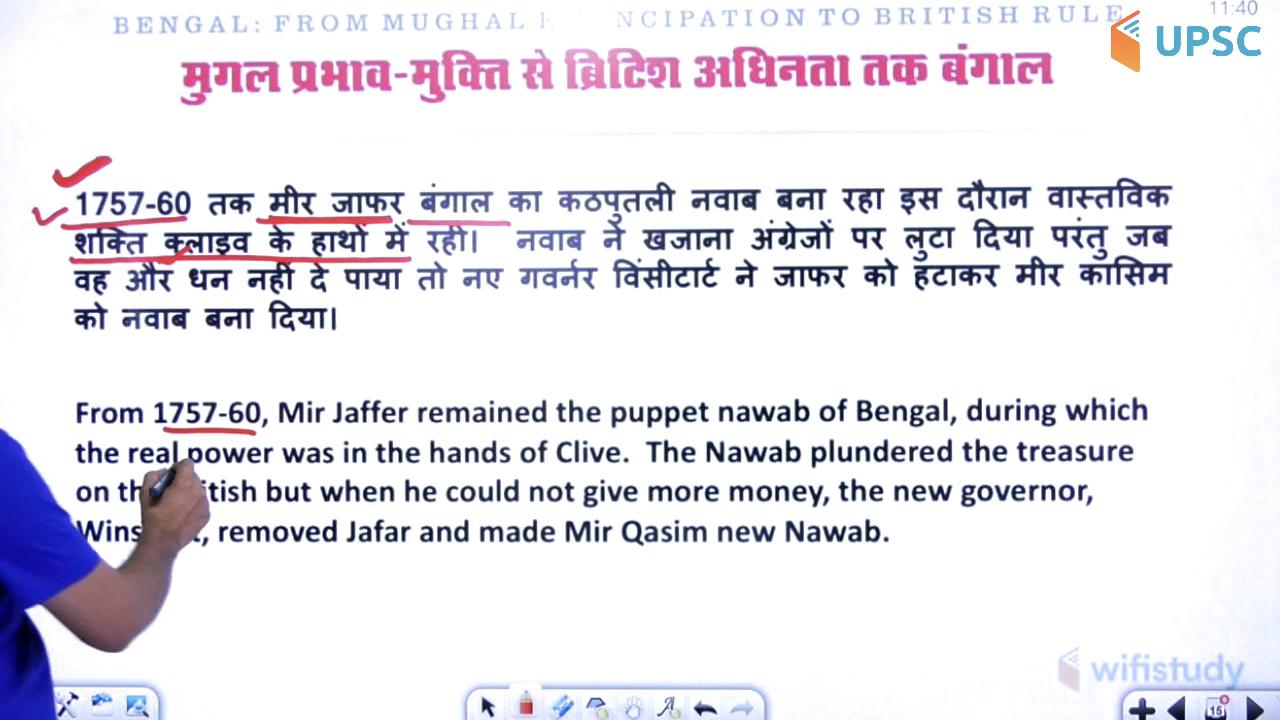 BENGAL: FROM MUGHAL NCIPATION TO BRITISH RULE
11:40
UPSC
मुगल प्रभाव-मुक्ति से ब्रिटिश अधिनता तक बंगाल
1757-60 तक मीर जाफर बंगाल का कठपुतली नवाब बना रहा इस दौरान वास्तविक
शक्ति क्लाइव के हाथों में रही। नवाब ने खजाना अंग्रेजों पर लुटा दिया परंतु जब
वह और धन नहीं दे पाया तो नए गवर्नर विंसीटार्ट ने जाफर को हटाकर मीर कासिम
को नवाब बना दिया।
From 1757-60, Mir Jaffer remained the puppet nawab of Bengal, during which
the real power was in the hands of Clive. The Nawab plundered the treasure
on but when he could not give more money, the new governor,
removed Jafar and made Mir Qasim new Nawab.
wifistudy
15